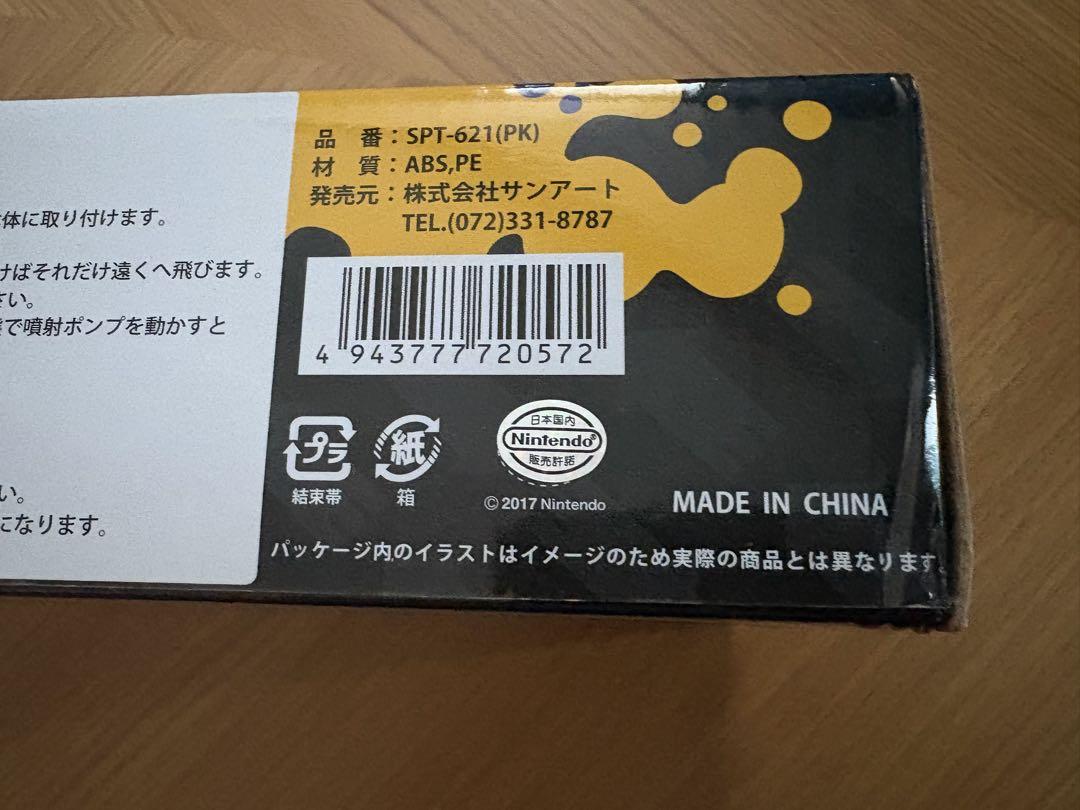 体に取り付けます。
けばそれだけ遠くへ飛びます。
さい。
で噴射ポンプを動かすと
い。
になります。
品 番：SPT-621(PK)
材 質：ABS,PE
発売元：株式会社サンアート
TEL.(072)331-8787
4 943777 720572
プラ
結束帯
紙
箱
日本国内
Nintendo®
販売許諾
© 2017 Nintendo
MADE IN CHINA
パッケージ内のイラストはイメージのため実際の商品とは異なります。